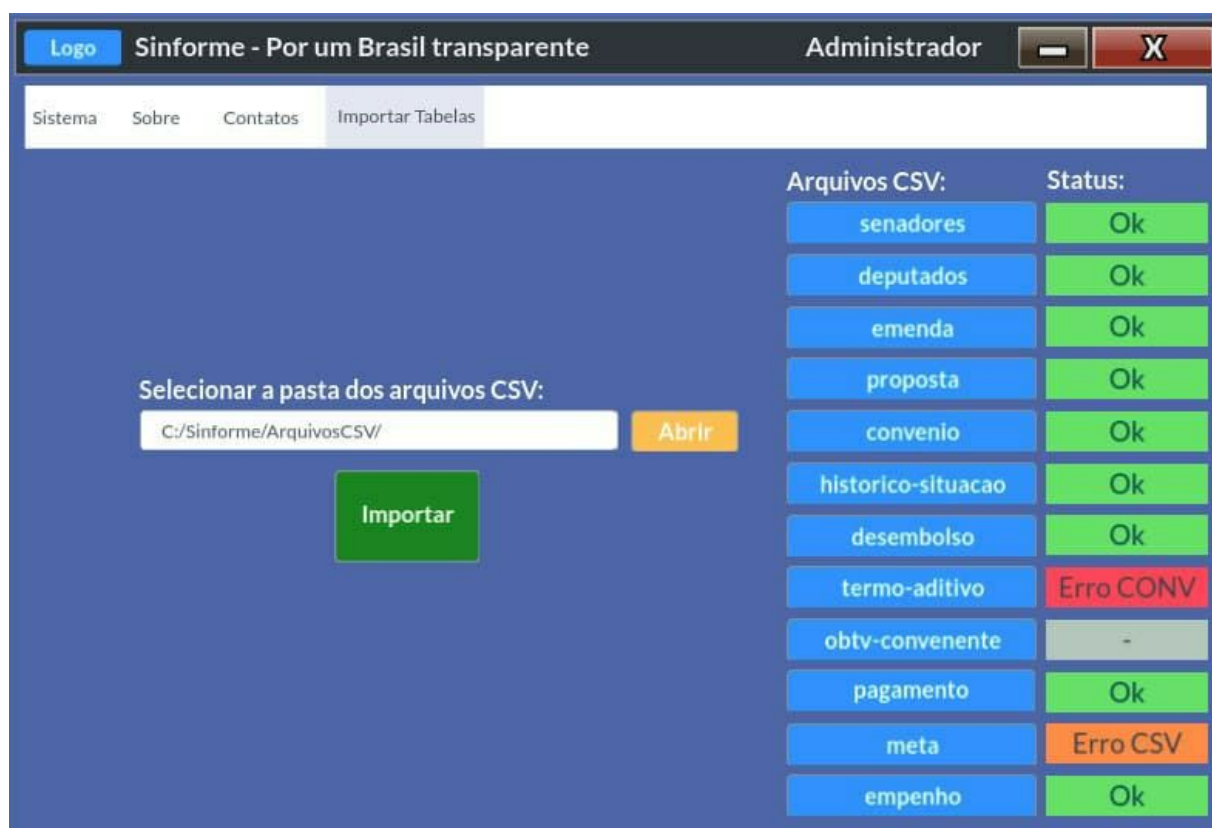 Logo Sinforme - Por um Brasil transparente Administrador - X
Sistema Sobre Contatos Importar Tabelas
Arquivos CSV: Status:
senadores Ok
deputados Ok
emenda Ok
proposta Ok
Selecionar a pasta dos arquivos CSV:
C:/Sinforme/ArquivosCSV/ Abrir
convenio Ok
historico-situacao Ok
Importar
desembolso Ok
termo-aditivo Erro CONV
obtv-convenente -
pagamento Ok
meta Erro CSV
empenho Ok